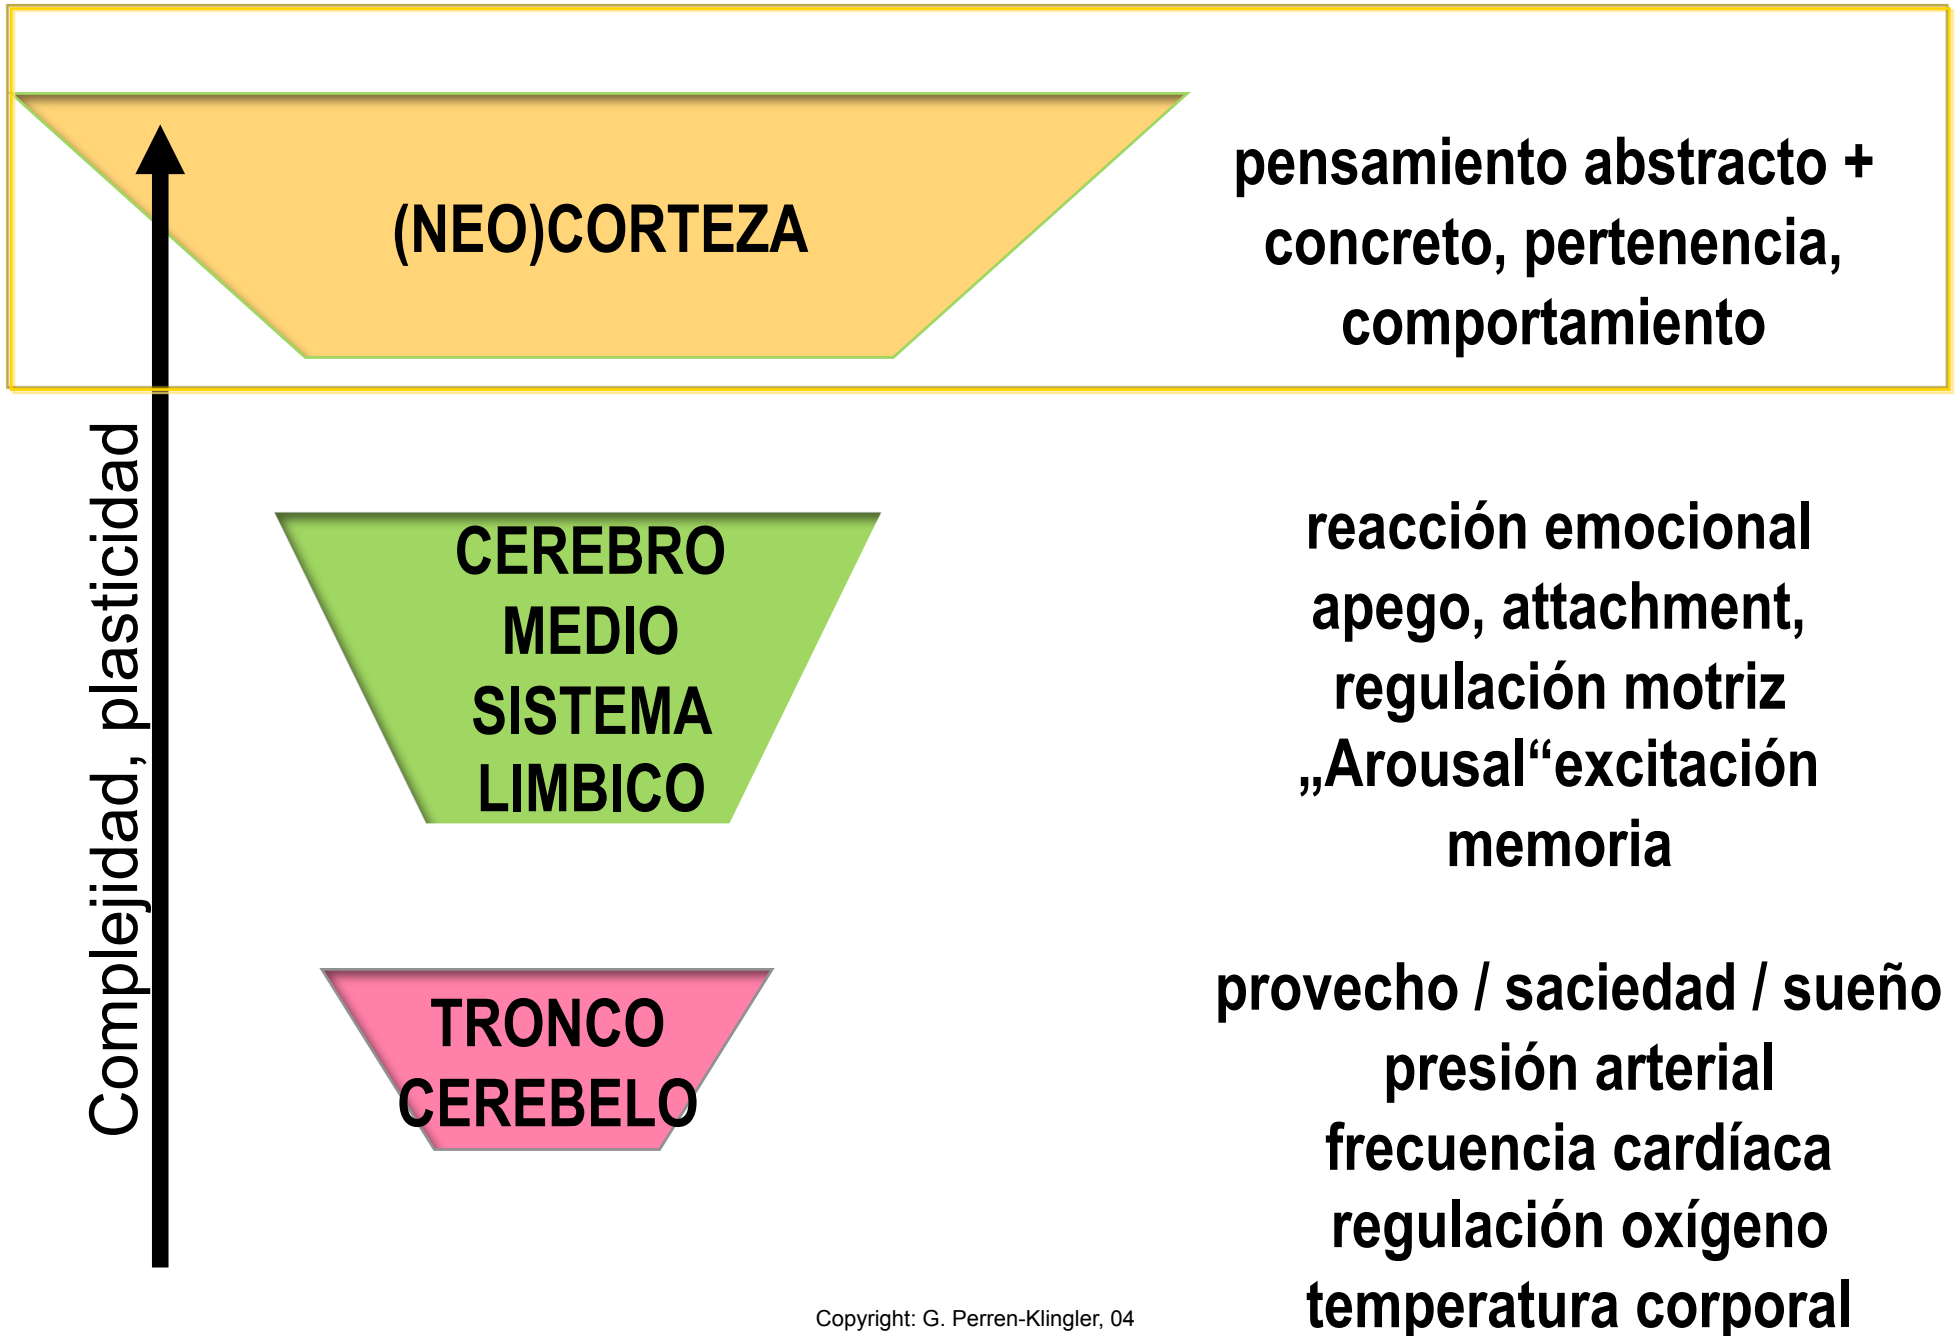 (NEO)CORTEZA
pensamiento abstracto +
concreto, pertenencia,
comportamiento
Complejidad, plasticidad
CEREBRO
MEDIO
SISTEMA
LIMBICO
reacción emocional
apego, attachment,
regulación motriz
„Arousal“excitación
memoria
TRONCO
CEREBELO
provecho / saciedad / sueño
presión arterial
frecuencia cardíaca
regulación oxígeno
temperatura corporal
Copyright: G. Perren-Klingler, 04